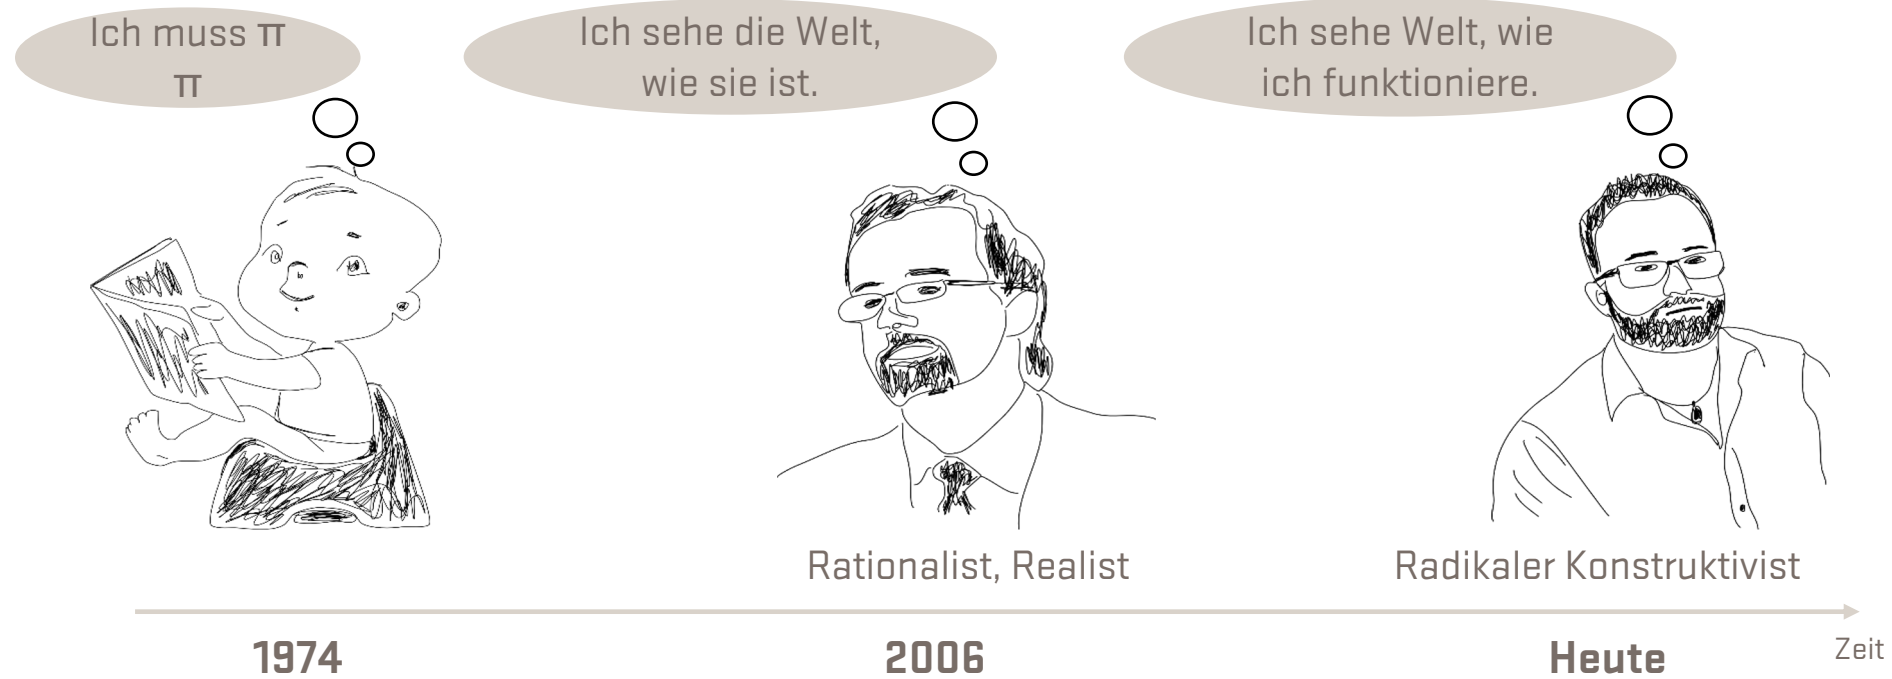 Ich muss π
π
Ich sehe die Welt,
wie sie ist.
Ich sehe Welt, wie
ich funktioniere.
Rationalist, Realist
Radikaler Konstruktivist
1974
2006
Heute
Zeit